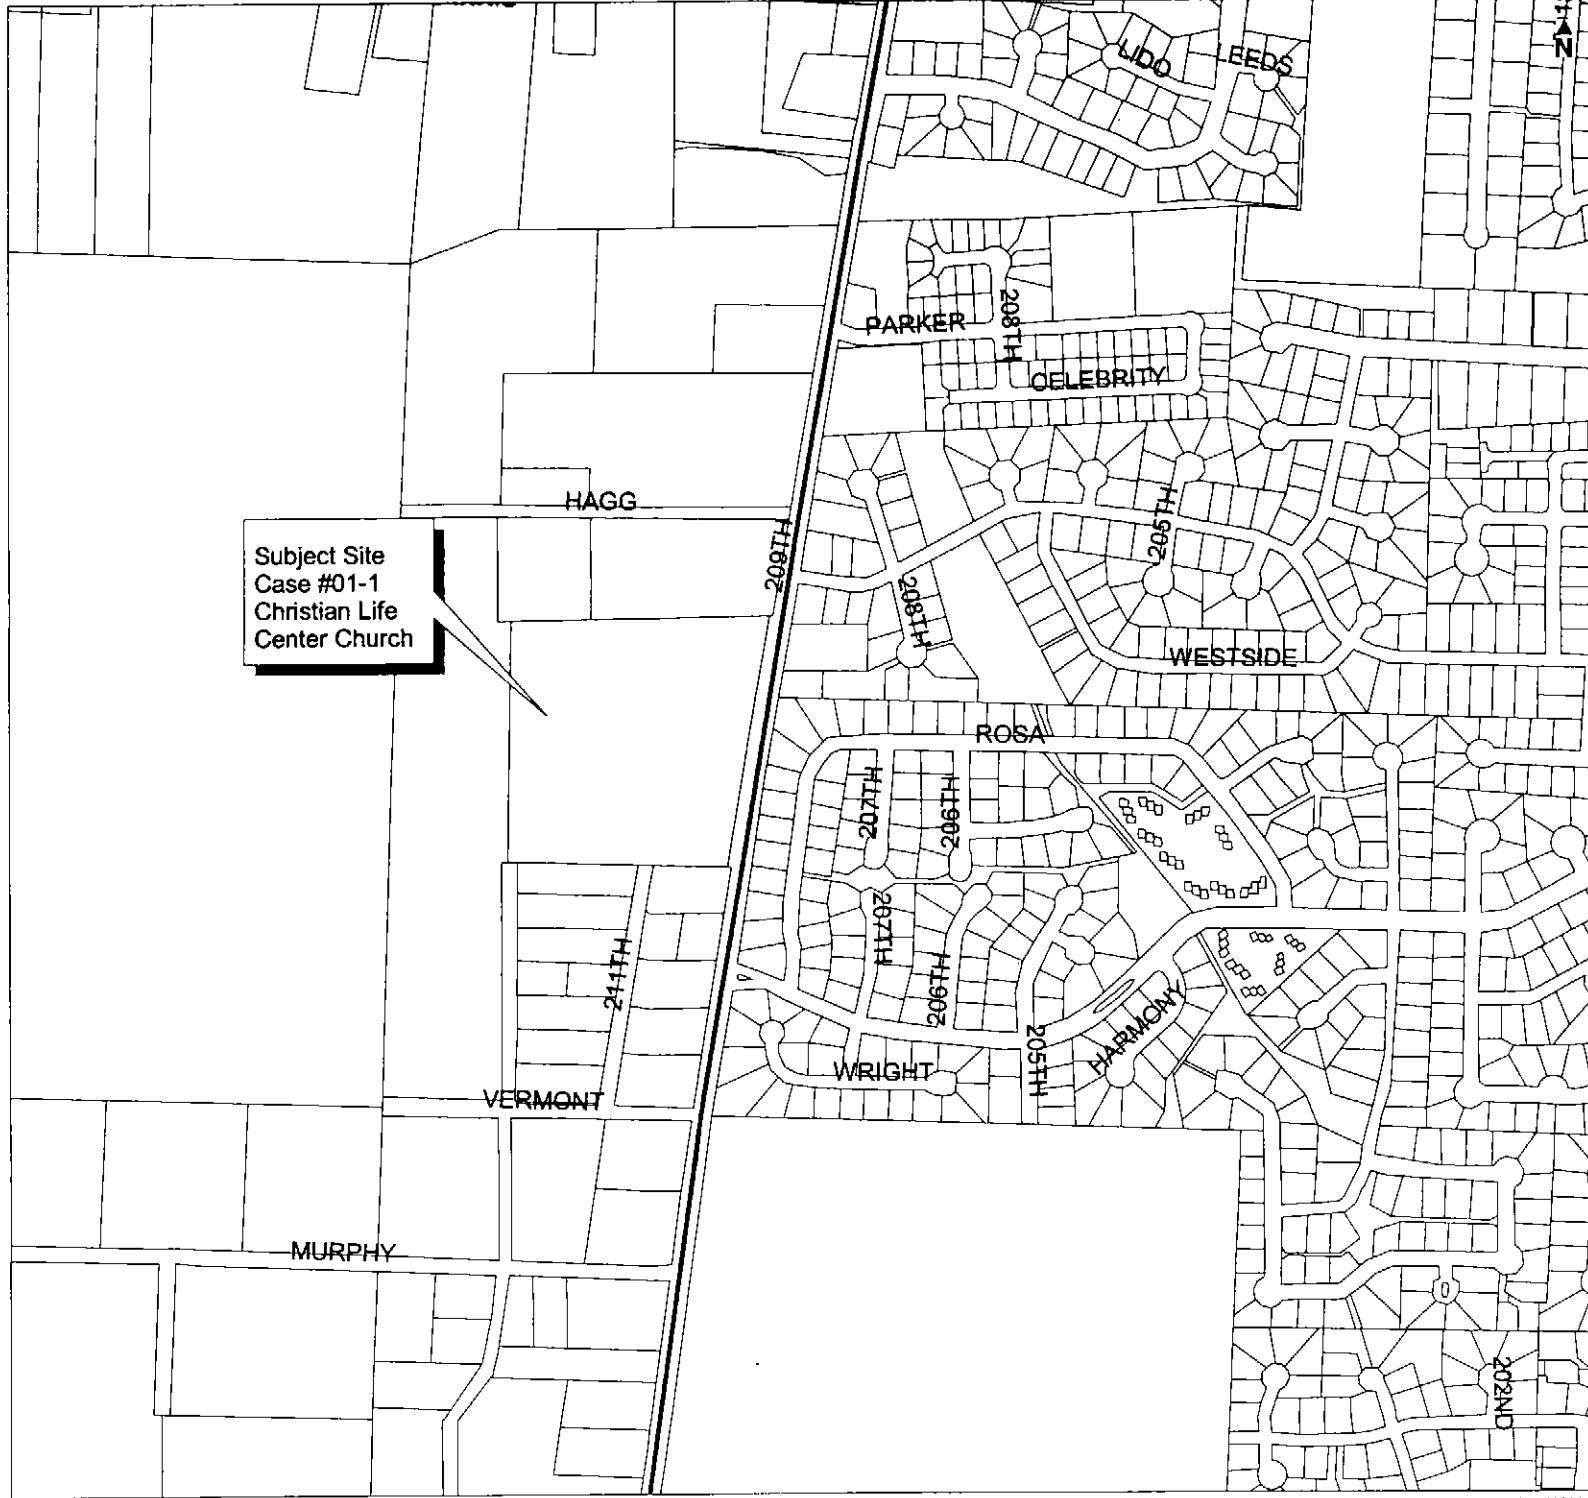 N
LIDO
LEEDS
PARKER
208TH
CELEBRITY
HAGG
Subject Site
Case #01-1
Christian Life
Center Church
209TH
205TH
208TH
WESTSIDE
ROSA
207TH
206TH
207TH
211TH
206TH
HARMONY
205TH
WRIGHT
VERMONT
MURPHY
202ND